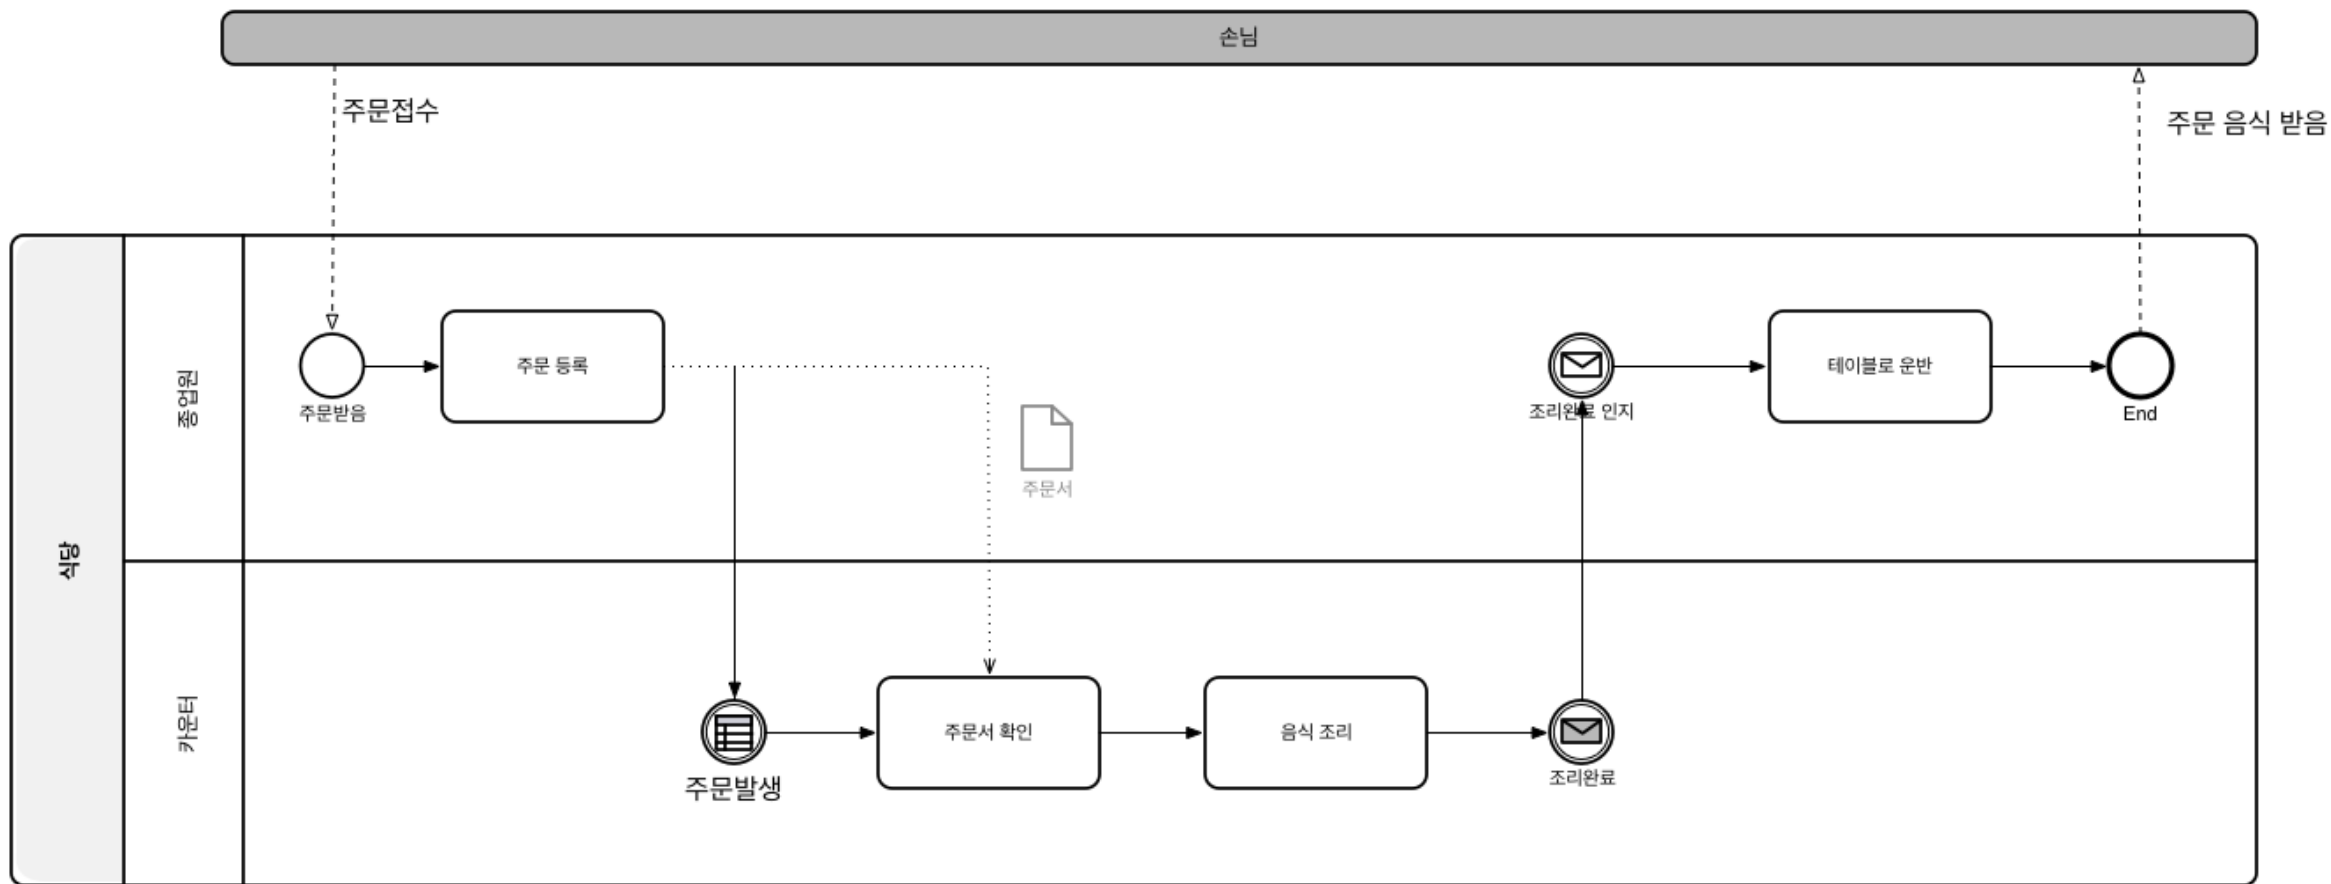 손님
주문접수
주문 음식 받음
식당
종업원
주문받음
주문 등록
주문서
조리완료 인지
테이블로 운반
End
카운터
주문발생
주문서 확인
음식 조리
조리완료